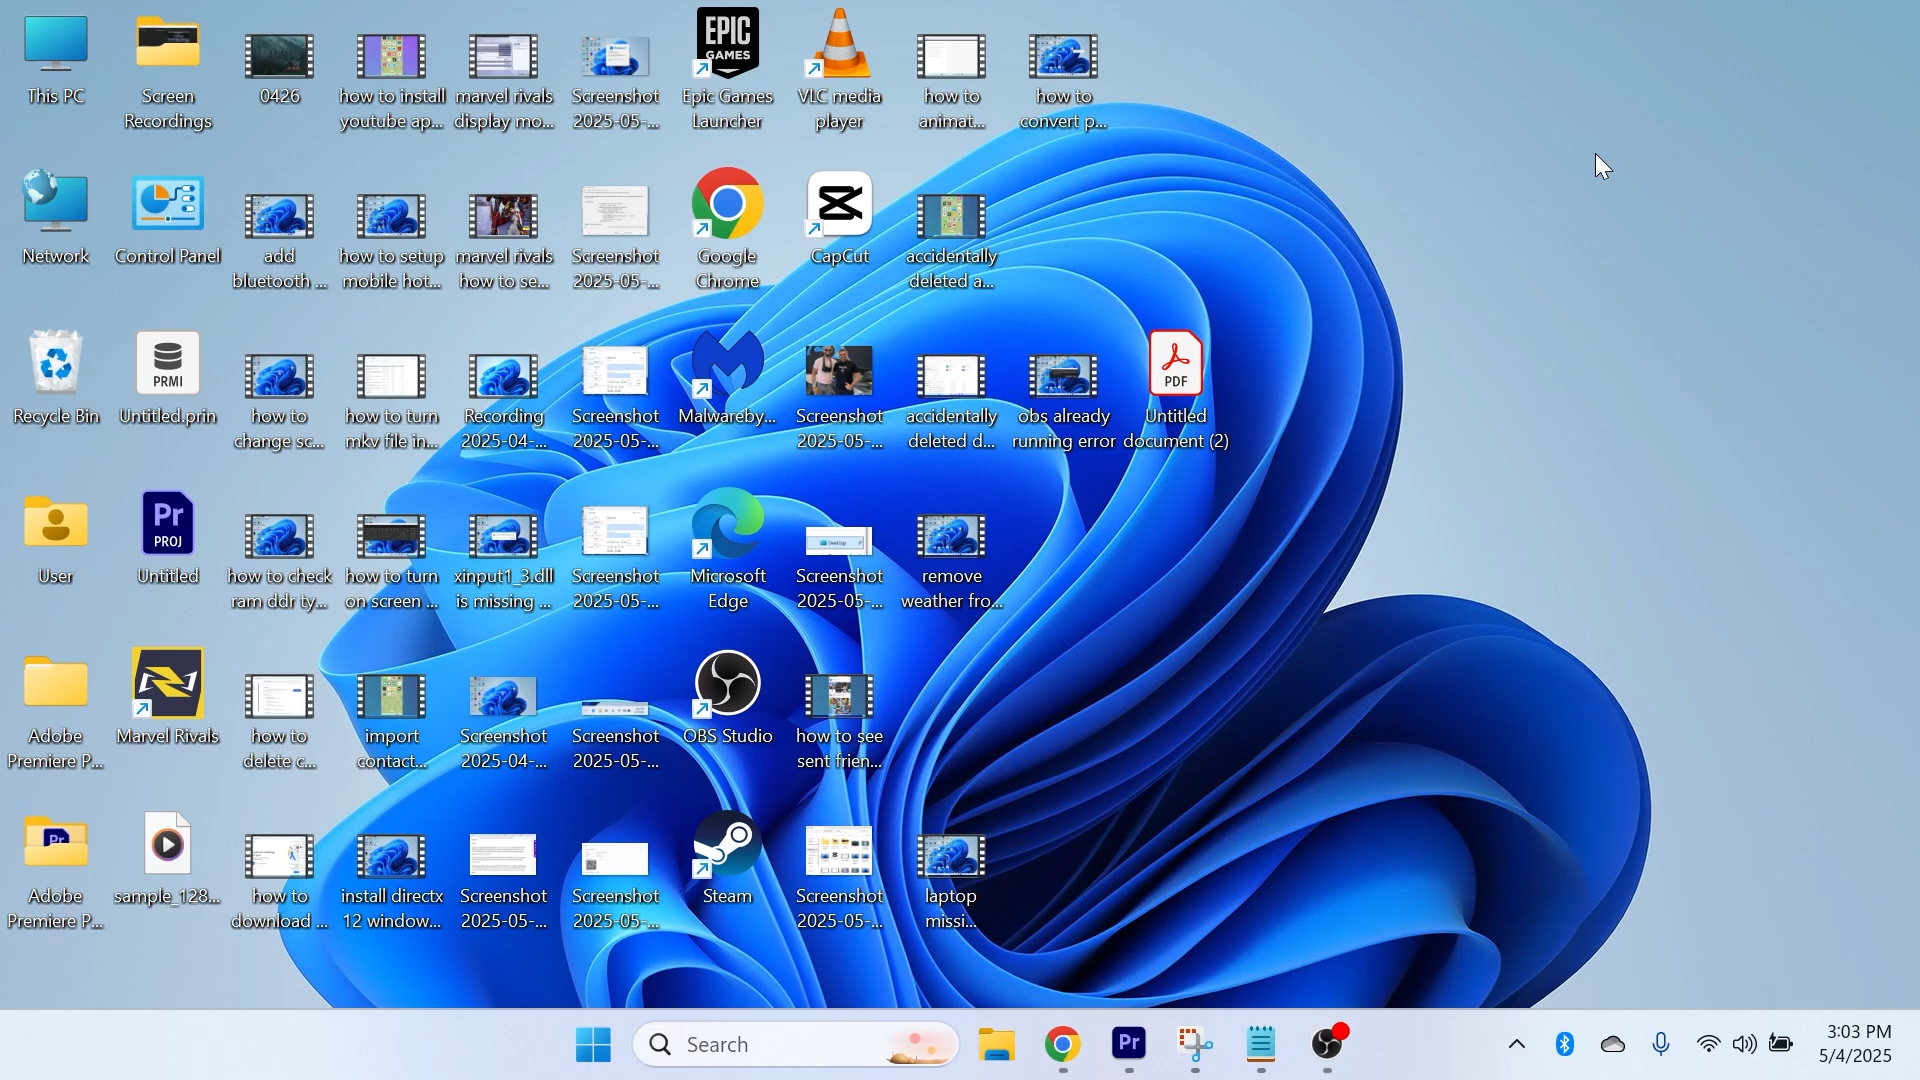 EPIC
GAMES
This PC
Screen
Recordings
0426
how to install
youtube ap...
marvel rivals
display mo...
Screenshot
2025-05-...
Epic Games
Launcher
VLC media
player
how to
animat...
how to
convert p...
Network
Control Panel
add
bluetooth ...
how to setup
mobile hot...
marvel rivals
how to se...
Screenshot
2025-05-...
Google
Chrome
CapCut
accidentally
deleted a...
PRMI
PDF
Recycle Bin
Untitled.prin
how to
change sc...
how to turn
mkv file in...
Recording
2025-04-...
Screenshot
2025-05-...
Malwareby...
Screenshot
2025-05-...
accidentally
deleted d...
obs already
running error
Untitled
document (2)
Pr
PROJ
User
Untitled
how to check
ram ddr ty...
how to turn
on screen ...
xinput1_3.dll
is missing ...
Screenshot
2025-05-...
Microsoft
Edge
Screenshot
2025-05-...
remove
weather fro...
Adobe
Premiere P...
Marvel Rivals
how to
delete c...
import
contact...
Screenshot
2025-04-...
Screenshot
2025-05-...
OBS Studio
how to see
sent frien...
Pr
Adobe
Premiere P...
sample_128...
how to
download ...
install directx
12 window...
Screenshot
2025-05-...
Screenshot
2025-05-...
Steam
Screenshot
2025-05-...
laptop
missi...
Search
Pr
3:03 PM
5/4/2025